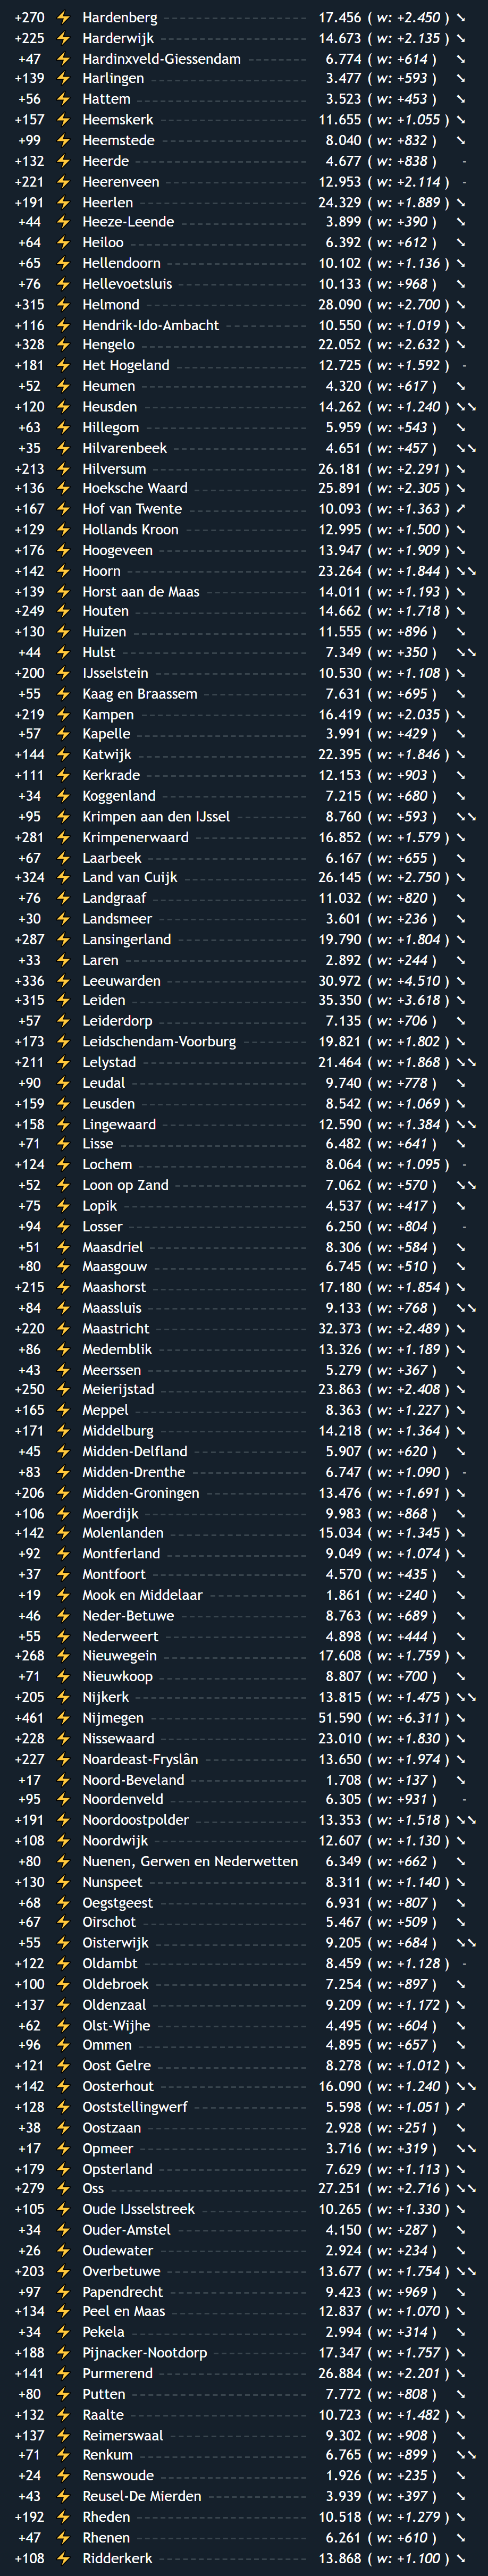 +270 ⚡ Hardenberg 17.456 ( w: +2.450 ) ↘
+225 ⚡ Harderwijk 14.673 ( w: +2.135 ) ↘
+47 ⚡ Hardinxveld-Giessendam 6.774 ( w: +614 ) ↘
+139 ⚡ Harlingen 3.477 ( w: +593 ) ↘
+56 ⚡ Hattem 3.523 ( w: +453 ) ↘
+157 ⚡ Heemskerk 11.655 ( w: +1.055 ) ↘
+99 ⚡ Heemstede 8.040 ( w: +832 ) ↘
+132 ⚡ Heerde 4.677 ( w: +838 ) -
+221 ⚡ Heerenveen 12.953 ( w: +2.114 ) -
+191 ⚡ Heerlen 24.329 ( w: +1.889 ) ↘
+44 ⚡ Heeze-Leende 3.899 ( w: +390 ) ↘
+64 ⚡ Heiloo 6.392 ( w: +612 ) ↘
+65 ⚡ Hellendoorn 10.102 ( w: +1.136 ) ↘
+76 ⚡ Hellevoetsluis 10.133 ( w: +968 ) ↘
+315 ⚡ Helmond 28.090 ( w: +2.700 ) ↘
+116 ⚡ Hendrik-Ido-Ambacht 10.550 ( w: +1.019 ) ↘
+328 ⚡ Hengelo 22.052 ( w: +2.632 ) ↘
+181 ⚡ Het Hogeland 12.725 ( w: +1.592 ) -
+52 ⚡ Heumen 4.320 ( w: +617 ) ↘
+120 ⚡ Heusden 14.262 ( w: +1.240 ) ↘↘
+63 ⚡ Hillegom 5.959 ( w: +543 ) ↘
+35 ⚡ Hilvarenbeek 4.651 ( w: +457 ) ↘↘
+213 ⚡ Hilversum 26.181 ( w: +2.291 ) ↘
+136 ⚡ Hoeksche Waard 25.891 ( w: +2.305 ) ↘
+167 ⚡ Hof van Twente 10.093 ( w: +1.363 ) ↗
+129 ⚡ Hollands Kroon 12.995 ( w: +1.500 ) ↘
+176 ⚡ Hoogeveen 13.947 ( w: +1.909 ) ↘
+142 ⚡ Hoorn 23.264 ( w: +1.844 ) ↘↘
+139 ⚡ Horst aan de Maas 14.011 ( w: +1.193 ) ↘
+249 ⚡ Houten 14.662 ( w: +1.718 ) ↘
+130 ⚡ Huizen 11.555 ( w: +896 ) ↘
+44 ⚡ Hulst 7.349 ( w: +350 ) ↘↘
+200 ⚡ IJsselstein 10.530 ( w: +1.108 ) ↘
+55 ⚡ Kaag en Braassem 7.631 ( w: +695 ) ↘
+219 ⚡ Kampen 16.419 ( w: +2.035 ) ↘
+57 ⚡ Kapelle 3.991 ( w: +429 ) ↘
+144 ⚡ Katwijk 22.395 ( w: +1.846 ) ↘
+111 ⚡ Kerkrade 12.153 ( w: +903 ) ↘
+34 ⚡ Koggenland 7.215 ( w: +680 ) ↘
+95 ⚡ Krimpen aan den IJssel 8.760 ( w: +593 ) ↘↘
+281 ⚡ Krimpenerwaard 16.852 ( w: +1.579 ) ↘
+67 ⚡ Laarbeek 6.167 ( w: +655 ) ↘
+324 ⚡ Land van Cuijk 26.145 ( w: +2.750 ) ↘
+76 ⚡ Landgraaf 11.032 ( w: +820 ) ↘
+30 ⚡ Landsmeer 3.601 ( w: +236 ) ↘
+287 ⚡ Lansingerland 19.790 ( w: +1.804 ) ↘
+33 ⚡ Laren 2.892 ( w: +244 ) ↘
+336 ⚡ Leeuwarden 30.972 ( w: +4.510 ) ↘
+315 ⚡ Leiden 35.350 ( w: +3.618 ) ↘
+57 ⚡ Leiderdorp 7.135 ( w: +706 ) ↘
+173 ⚡ Leidschendam-Voorburg 19.821 ( w: +1.802 ) ↘
+211 ⚡ Lelystad 21.464 ( w: +1.868 ) ↘↘
+90 ⚡ Leudal 9.740 ( w: +778 ) ↘
+159 ⚡ Leusden 8.542 ( w: +1.069 ) ↘
+158 ⚡ Lingewaard 12.590 ( w: +1.384 ) ↘↘
+71 ⚡ Lisse 6.482 ( w: +641 ) ↘
+124 ⚡ Lochem 8.064 ( w: +1.095 ) -
+52 ⚡ Loon op Zand 7.062 ( w: +570 ) ↘↘
+75 ⚡ Lopik 4.537 ( w: +417 ) ↘
+94 ⚡ Losser 6.250 ( w: +804 ) -
+51 ⚡ Maasdriel 8.306 ( w: +584 ) ↘
+80 ⚡ Maasgouw 6.745 ( w: +510 ) ↘
+215 ⚡ Maashorst 17.180 ( w: +1.854 ) ↘
+84 ⚡ Maassluis 9.133 ( w: +768 ) ↘↘
+220 ⚡ Maastricht 32.373 ( w: +2.489 ) ↘
+86 ⚡ Medemblik 13.326 ( w: +1.189 ) ↘
+43 ⚡ Meerssen 5.279 ( w: +367 ) ↘
+250 ⚡ Meierijstad 23.863 ( w: +2.408 ) ↘
+165 ⚡ Meppel 8.363 ( w: +1.227 ) ↘
+171 ⚡ Middelburg 14.218 ( w: +1.364 ) ↘
+45 ⚡ Midden-Delfland 5.907 ( w: +620 ) ↘
+83 ⚡ Midden-Drenthe 6.747 ( w: +1.090 ) -
+206 ⚡ Midden-Groningen 13.476 ( w: +1.691 ) ↘
+106 ⚡ Moerdijk 9.983 ( w: +868 ) ↘
+142 ⚡ Molenlanden 15.034 ( w: +1.345 ) ↘
+92 ⚡ Montferland 9.049 ( w: +1.074 ) ↘
+37 ⚡ Montfoort 4.570 ( w: +435 ) ↘
+19 ⚡ Mook en Middelaar 1.861 ( w: +240 ) ↘
+46 ⚡ Neder-Betuwe 8.763 ( w: +689 ) ↘
+55 ⚡ Nederweert 4.898 ( w: +444 ) ↘
+268 ⚡ Nieuwegein 17.608 ( w: +1.759 ) ↘
+71 ⚡ Nieuwkoop 8.807 ( w: +700 ) ↘
+205 ⚡ Nijkerk 13.815 ( w: +1.475 ) ↘↘
+461 ⚡ Nijmegen 51.590 ( w: +6.311 ) ↘
+228 ⚡ Nissewaard 23.010 ( w: +1.830 ) ↘
+227 ⚡ Noardeast-Fryslân 13.650 ( w: +1.974 ) ↘
+17 ⚡ Noord-Beveland 1.708 ( w: +137 ) ↘
+95 ⚡ Noordenveld 6.305 ( w: +931 ) -
+191 ⚡ Noordoostpolder 13.353 ( w: +1.518 ) ↘↘
+108 ⚡ Noordwijk 12.607 ( w: +1.130 ) ↘
+80 ⚡ Nuenen, Gerwen en Nederwetten 6.349 ( w: +662 ) ↘
+130 ⚡ Nunspeet 8.311 ( w: +1.140 ) ↘
+68 ⚡ Oegstgeest 6.931 ( w: +807 ) ↘
+67 ⚡ Oirschot 5.467 ( w: +509 ) ↘
+55 ⚡ Oisterwijk 9.205 ( w: +684 ) ↘↘
+122 ⚡ Oldambt 8.459 ( w: +1.128 ) -
+100 ⚡ Oldebroek 7.254 ( w: +897 ) ↘
+137 ⚡ Oldenzaal 9.209 ( w: +1.172 ) ↘
+62 ⚡ Olst-Wijhe 4.495 ( w: +604 ) ↘
+96 ⚡ Ommen 4.895 ( w: +657 ) ↘
+121 ⚡ Oost Gelre 8.278 ( w: +1.012 ) ↘
+142 ⚡ Oosterhout 16.090 ( w: +1.240 ) ↘↘
+128 ⚡ Ooststellingwerf 5.598 ( w: +1.051 ) ↗
+38 ⚡ Oostzaan 2.928 ( w: +251 ) ↘
+17 ⚡ Opmeer 3.716 ( w: +319 ) ↘↘
+179 ⚡ Opsterland 7.629 ( w: +1.113 ) ↘
+279 ⚡ Oss 27.251 ( w: +2.716 ) ↘↘
+105 ⚡ Oude IJsselstreek 10.265 ( w: +1.330 ) ↘
+34 ⚡ Ouder-Amstel 4.150 ( w: +287 ) ↘
+26 ⚡ Oudewater 2.924 ( w: +234 ) ↘
+203 ⚡ Overbetuwe 13.677 ( w: +1.754 ) ↘↘
+97 ⚡ Papendrecht 9.423 ( w: +969 ) ↘
+134 ⚡ Peel en Maas 12.837 ( w: +1.070 ) ↘
+34 ⚡ Pekela 2.994 ( w: +314 ) ↘
+188 ⚡ Pijnacker-Nootdorp 17.347 ( w: +1.757 ) ↘
+141 ⚡ Purmerend 26.884 ( w: +2.201 ) ↘
+80 ⚡ Putten 7.772 ( w: +808 ) ↘
+132 ⚡ Raalte 10.723 ( w: +1.482 ) ↘
+137 ⚡ Reimerswaal 9.302 ( w: +908 ) ↘
+71 ⚡ Renkum 6.765 ( w: +899 ) ↘↘
+24 ⚡ Renswoude 1.926 ( w: +235 ) ↘
+43 ⚡ Reusel-De Mierden 3.939 ( w: +397 ) ↘
+192 ⚡ Rheden 10.518 ( w: +1.279 ) ↘
+47 ⚡ Rhenen 6.261 ( w: +610 ) ↘
+108 ⚡ Ridderkerk 13.868 ( w: +1.100 ) ↘